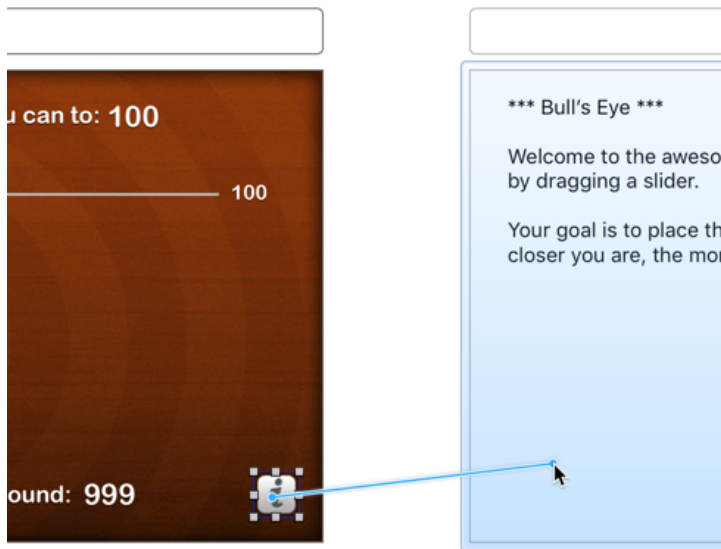 can to: 100
100
ound: 999
i
*** Bull's Eye ***
Welcome to the aweso
by dragging a slider.
Your goal is to place th
closer you are, the mor